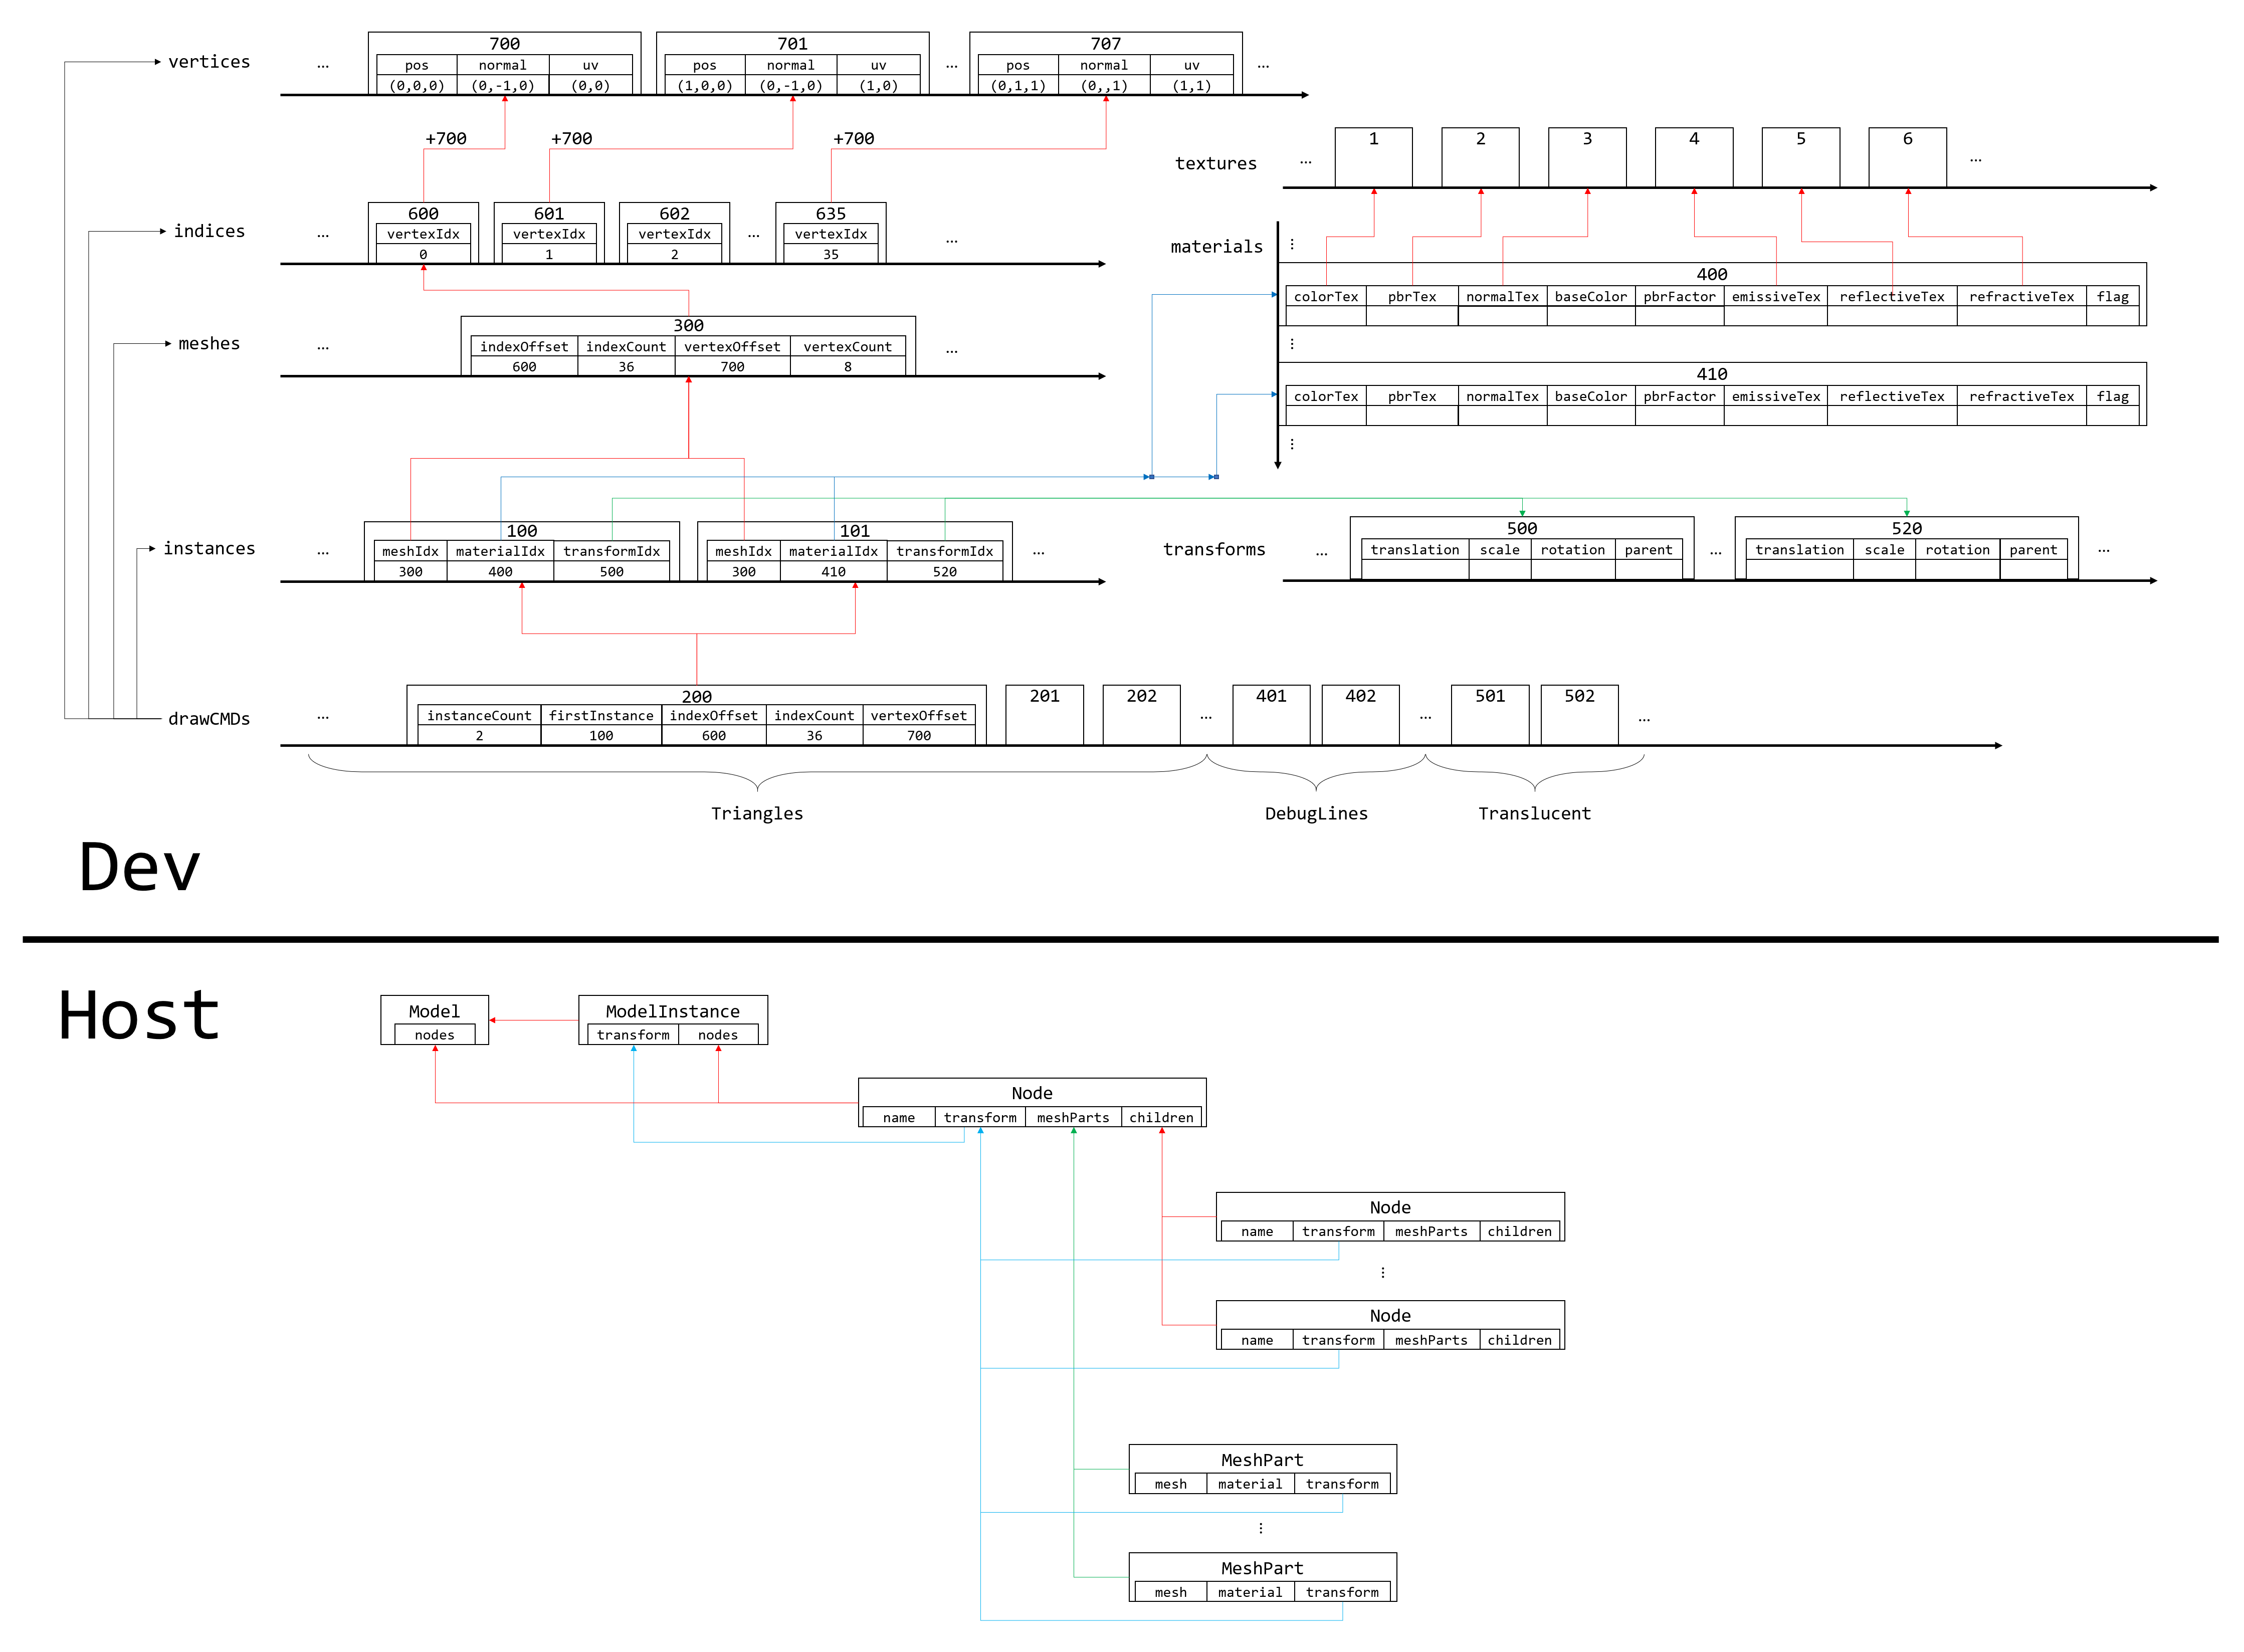 vertices
...
700
pos normal uv
(0,0,0) (0,-1,0) (0,0)
701
pos normal uv
(1,0,0) (0,-1,0) (1,0)
...
707
pos normal uv
(0,1,1) (0,,1) (1,1)
...
+700 +700 +700
indices
...
600
vertexIdx
0
601
vertexIdx
1
602
vertexIdx
2
...
635
vertexIdx
35
...
meshes
...
300
indexOffset indexCount vertexOffset vertexCount
600 36 700 8
...
textures
...
1 2 3 4 5 6
...
materials
...
400
colorTex pbrTex normalTex baseColor pbrFactor emissiveTex reflectiveTex refractiveTex flag
...
410
colorTex pbrTex normalTex baseColor pbrFactor emissiveTex reflectiveTex refractiveTex flag
...
instances
...
100
meshIdx materialIdx transformIdx
300 400 500
101
meshIdx materialIdx transformIdx
300 410 520
...
transforms
...
500
translation scale rotation parent
...
520
translation scale rotation parent
...
drawCMDs
...
200
instanceCount firstInstance indexOffset indexCount vertexOffset
2 100 600 36 700
201 202 ... 401 402 ... 501 502 ...
Triangles DebugLines Translucent
Dev
Host
Model
nodes
ModelInstance
transform nodes
Node
name transform meshParts children
Node
name transform meshParts children
...
Node
name transform meshParts children
MeshPart
mesh material transform
...
MeshPart
mesh material transform